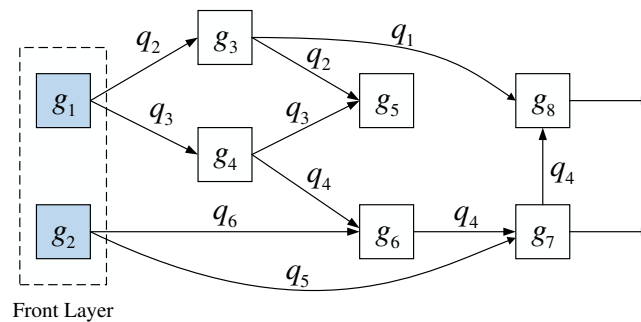 q₂
g₃
q₁
q₂
g₁
g₅
g₈
q₃
q₃
g₄
q₄
q₄
g₂
q₆
g₆
q₄
g₇
q₅
Front Layer